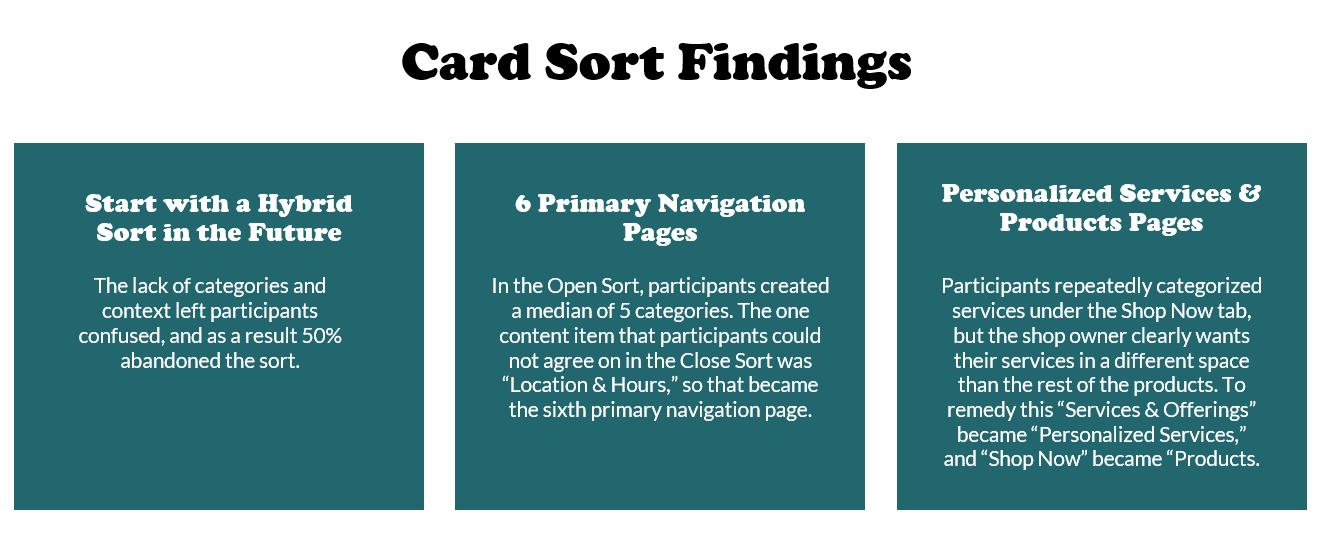 Card Sort Findings
Start with a Hybrid
Sort in the Future
The lack of categories and
context left participants
confused, and as a result 50%
abandoned the sort.
6 Primary Navigation
Pages
In the Open Sort, participants created
a median of 5 categories. The one
content item that participants could
not agree on in the Close Sort was
“Location & Hours,” so that became
the sixth primary navigation page.
Personalized Services &
Products Pages
Participants repeatedly categorized
services under the Shop Now tab,
but the shop owner clearly wants
their services in a different space
than the rest of the products. To
remedy this “Services & Offerings”
became “Personalized Services,”
and “Shop Now” became “Products.